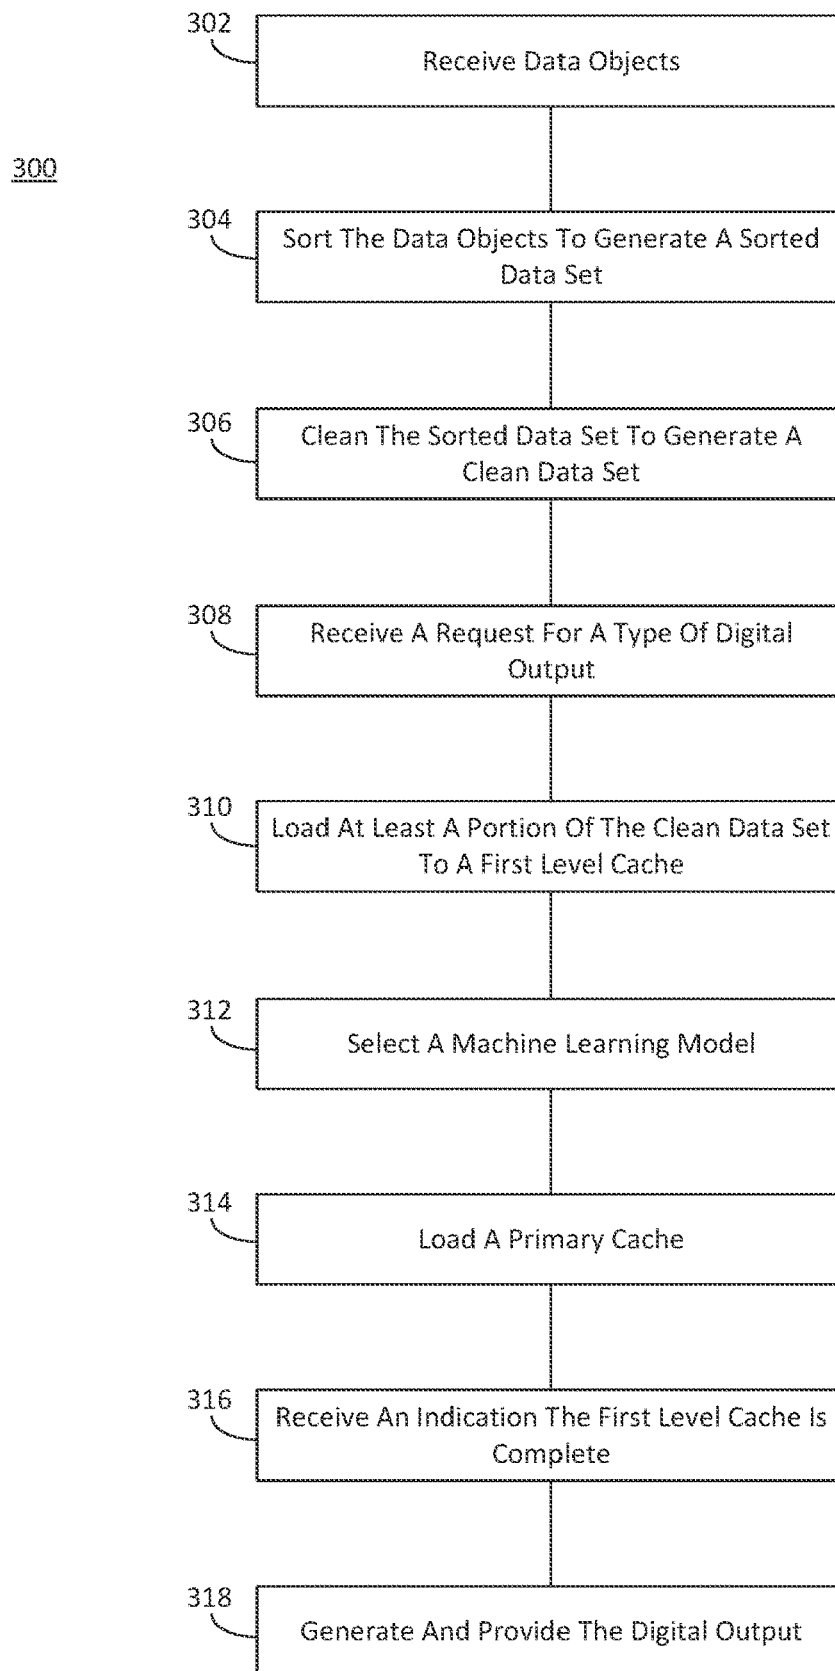 302
Receive Data Objects
300
304
Sort The Data Objects To Generate A Sorted
Data Set
306
Clean The Sorted Data Set To Generate A
Clean Data Set
308
Receive A Request For A Type Of Digital
Output
310
Load At Least A Portion Of The Clean Data Set
To A First Level Cache
312
Select A Machine Learning Model
314
Load A Primary Cache
316
Receive An Indication The First Level Cache Is
Complete
318
Generate And Provide The Digital Output